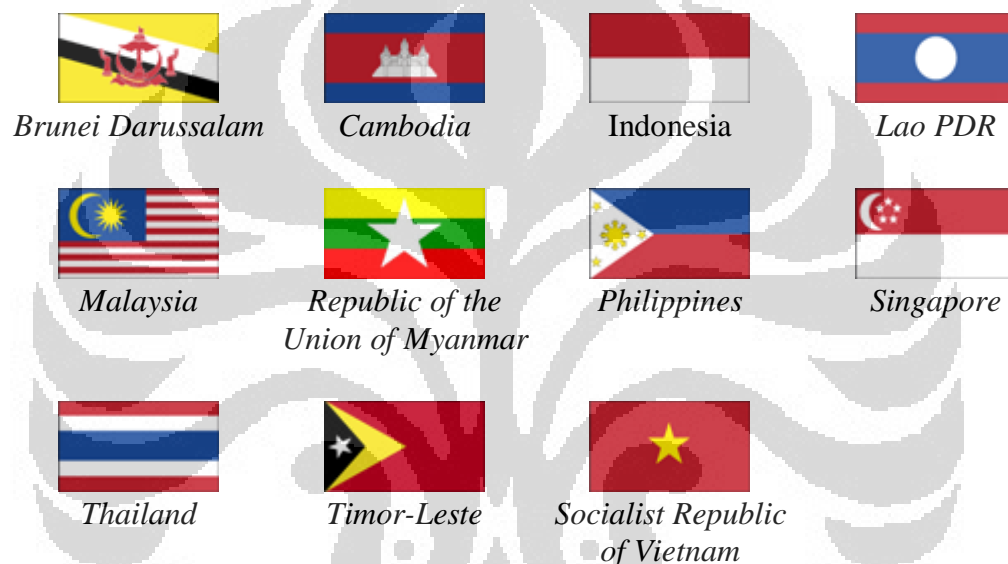 Brunei Darussalam
Cambodia
Indonesia
Lao PDR
Malaysia
Republic of the
Union of Myanmar
Philippines
Singapore
Thailand
Timor-Leste
Socialist Republic
of Vietnam